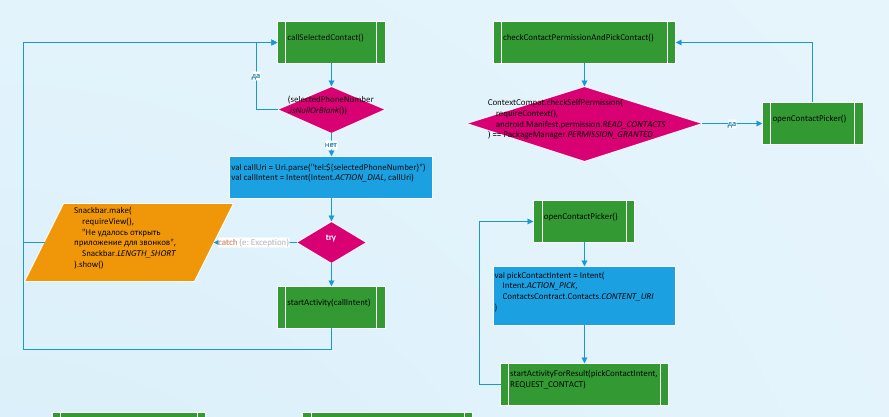 callSelectedContact()
да
(selectedPhoneNumber
.isNullOrBlank())
нет
val callUri = Uri.parse("tel:${selectedPhoneNumber}")
val callIntent = Intent(Intent.ACTION_DIAL, callUri)
Snackbar.make(
requireView(),
"Не удалось открыть
приложение для звонков",
Snackbar.LENGTH_SHORT
).show()
catch (e: Exception)
try
startActivity(callIntent)
checkContactPermissionAndPickContact()
ContextCompat.checkSelfPermission(
requireContext(),
android.Manifest.permission.READ_CONTACTS
) == PackageManager.PERMISSION_GRANTED
да
openContactPicker()
openContactPicker()
val pickContactIntent = Intent(
Intent.ACTION_PICK,
ContactsContract.Contacts.CONTENT_URI
)
startActivityForResult(pickContactIntent,
REQUEST_CONTACT)